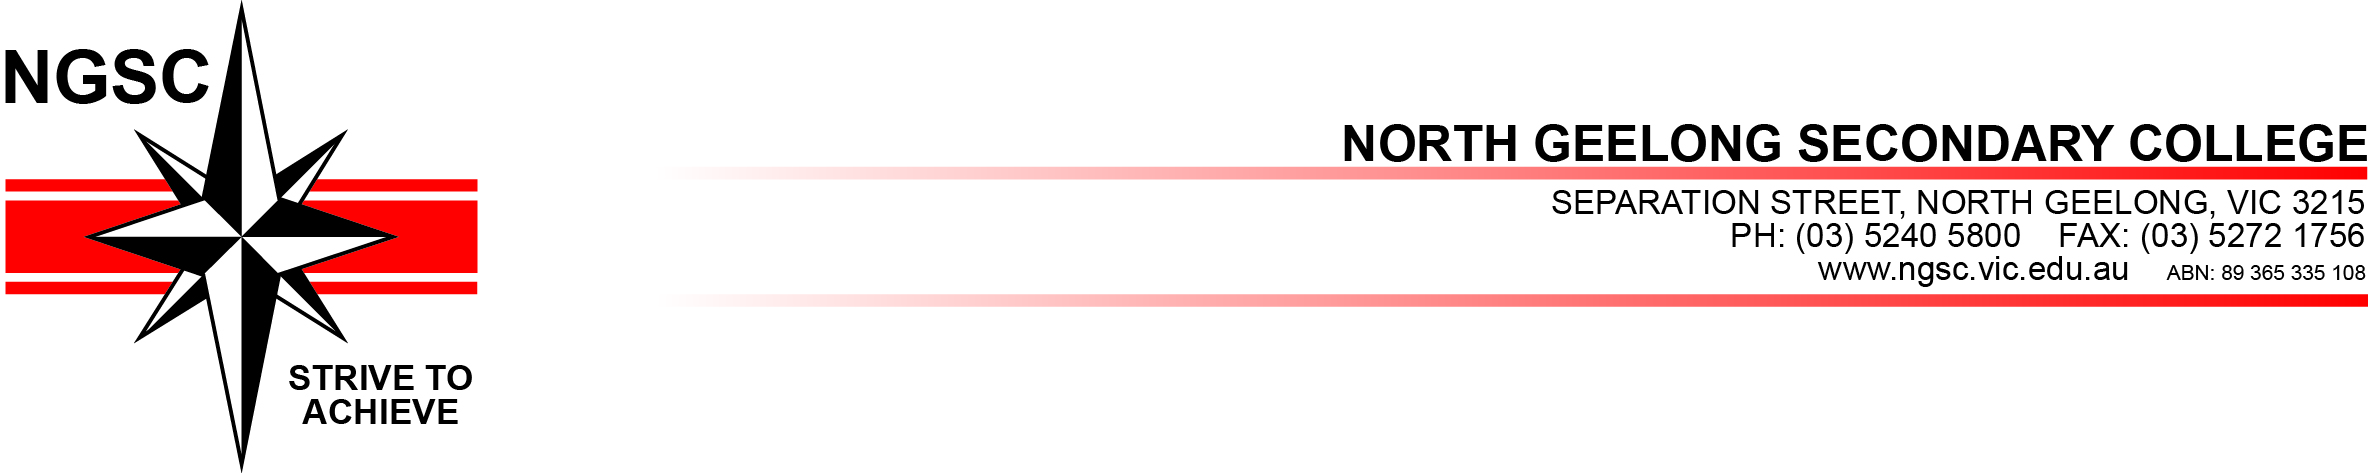 NGSC
STRIVE TO
ACHIEVE
NORTH GEELONG SECONDARY COLLEGE
SEPARATION STREET, NORTH GEELONG, VIC 3215
PH: (03) 5240 5800 FAX: (03) 5272 1756
www.ngsc.vic.edu.au ABN: 89 365 335 108